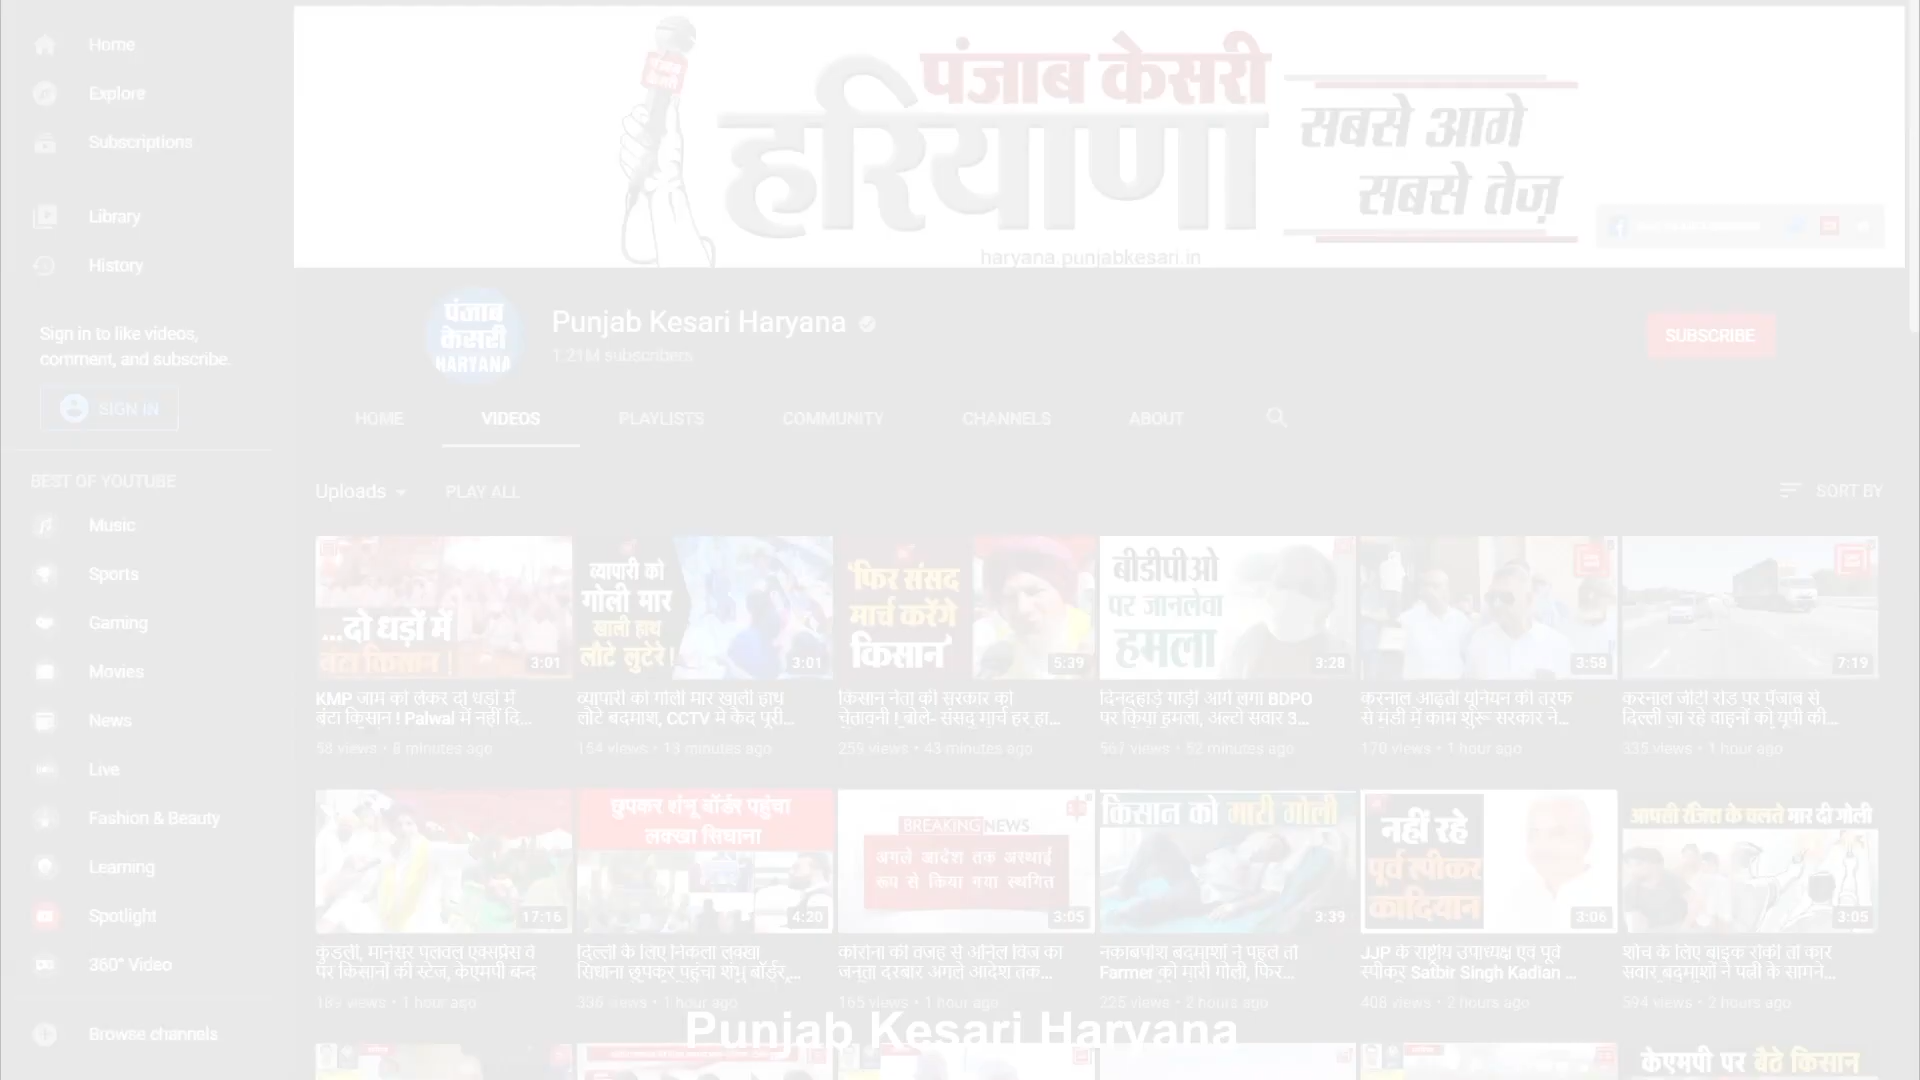 Home
Explore
Subscriptions
Library
History
Sign in to like videos,
comment, and subscribe.
SIGN IN
BEST OF YOUTUBE
Music
Sports
Gaming
Movies
News
Live
Fashion & Beauty
Learning
Spotlight
360° Video
Browse channels
पंजाब केसरी
हरियाणा
सबसे आगे
सबसे तेज़
haryana.punjabkesari.in
पंजाब
केसरी
HARYANA
Punjab Kesari Haryana
1.21M subscribers
SUBSCRIBE
HOME VIDEOS PLAYLISTS COMMUNITY CHANNELS ABOUT
Uploads PLAY ALL SORT BY
...दो धड़ों में
बंटा किसान !
3:01
व्यापारी को
गोली मार
खाली हाथ
लौटे लुटेरे !
3:01
'फिर संसद
मार्च करेंगे
किसान'
5:39
बीडीपीओ
पर जानलेवा
हमला
3:28
3:58
7:19
KMP जाम को लेकर दो धड़ों में
बंटा किसान ! Palwal में नहीं दि...
58 views • 8 minutes ago
व्यापारी को गोली मार खाली हाथ
लौटे बदमाश, CCTV में कैद पूरी...
154 views • 13 minutes ago
किसान नेता की सरकार को
चेतावनी ! बोले- संसद मार्च हर हा...
259 views • 43 minutes ago
दिनदहाड़े गाड़ी आगे लगा BDPO
पर किया हमला, अल्टो सवार 3...
567 views • 52 minutes ago
करनाल आढ़ती यूनियन की तरफ
से मंडी में काम शुरू सरकार ने...
170 views • 1 hour ago
करनाल जीटी रोड पर पंजाब से
दिल्ली जा रहे वाहनों को यूपी की...
335 views • 1 hour ago
17:16
छुपकर शंभू बॉर्डर पहुंचा
लक्खा सिधाना
4:20
BREAKING NEWS
अगले आदेश तक अस्थाई
रूप से किया गया स्थगित
3:05
किसान को मारी गोली
3:39
नहीं रहे
पूर्व स्पीकर
कादियान
3:06
आपसी रंजिश के चलते मार दी गोली
3:05
कुंडली, मानेसर पलवल एक्सप्रेस वे
पर किसानों की स्टेज, केएमपी बन्द
189 views • 1 hour ago
दिल्ली के लिए निकला लक्खा
सिधाना छुपकर पहुंचा शंभू बॉर्डर,...
336 views • 1 hour ago
कोरोना की वजह से अनिल विज का
जनता दरबार अगले आदेश तक...
165 views • 1 hour ago
नकाबपोश बदमाशों ने पहले तो
Farmer को मारी गोली, फिर...
225 views • 2 hours ago
JJP के राष्ट्रीय उपाध्यक्ष एवं पूर्व
स्पीकर Satbir Singh Kadian ...
408 views • 2 hours ago
शौच के लिए बाइक रोकी तो कार
सवार बदमाशों ने पत्नी के सामने...
594 views • 2 hours ago
केएमपी पर बैठे किसान
Punjab Kesari Haryana